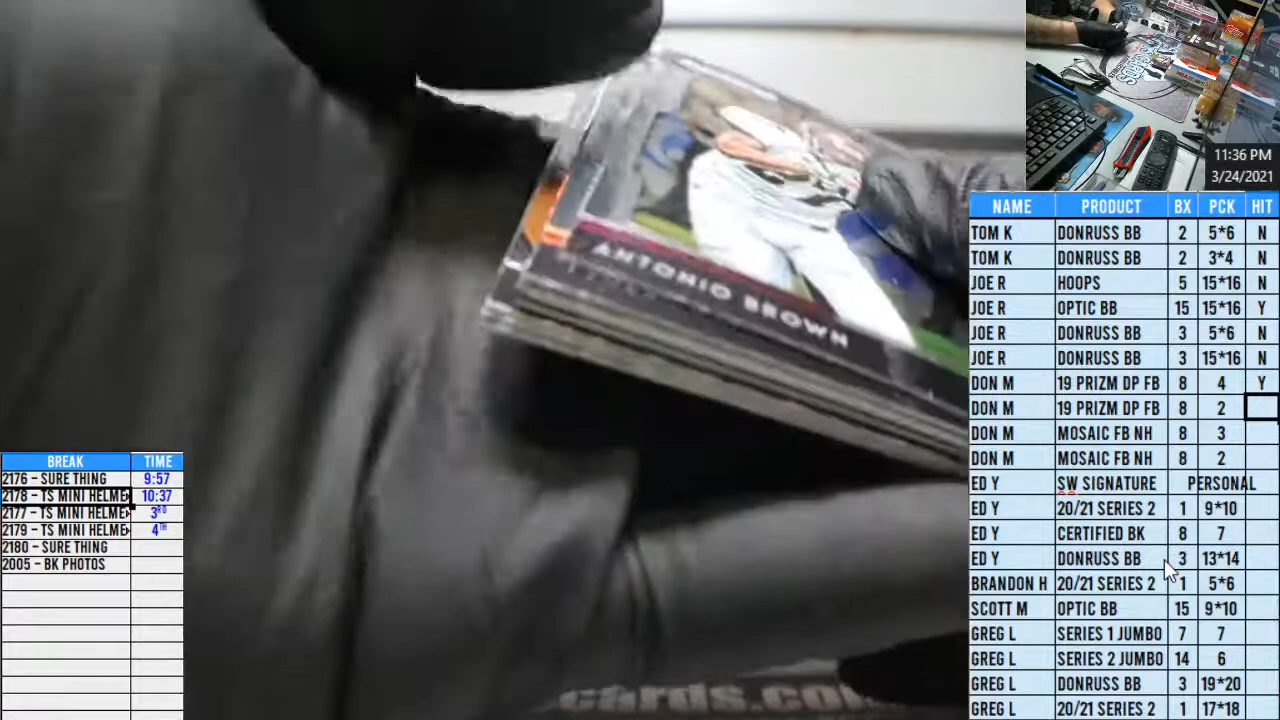 11:36 PM
3/24/2021
NAME PRODUCT BX PCK HIT
TOM K DONRUSS BB 2 5*6 N
TOM K DONRUSS BB 2 3*4 N
JOE R HOOPS 5 15*16 N
JOE R OPTIC BB 15 15*16 Y
JOE R DONRUSS BB 3 5*6 N
JOE R DONRUSS BB 3 15*16 N
DON M 19 PRIZM DP FB 8 4 Y
DON M 19 PRIZM DP FB 8 2
DON M MOSAIC FB NH 8 3
DON M MOSAIC FB NH 8 2
ED Y SW SIGNATURE PERSONAL
ED Y 20/21 SERIES 2 1 9*10
ED Y CERTIFIED BK 8 7
ED Y DONRUSS BB 3 13*14
BRANDON H 20/21 SERIES 2 1 5*6
SCOTT M OPTIC BB 15 9*10
GREG L SERIES 1 JUMBO 7 7
GREG L SERIES 2 JUMBO 14 6
GREG L DONRUSS BB 3 19*20
GREG L 20/21 SERIES 2 1 17*18
ANTONIO BROWN
BREAK TIME
2176 – SURE THING 9:57
2178 – TS MINI HELME 10:37
2177 – TS MINI HELME 3RD
2179 – TS MINI HELME 4TH
2180 – SURE THING
2005 – BK PHOTOS
cards.co